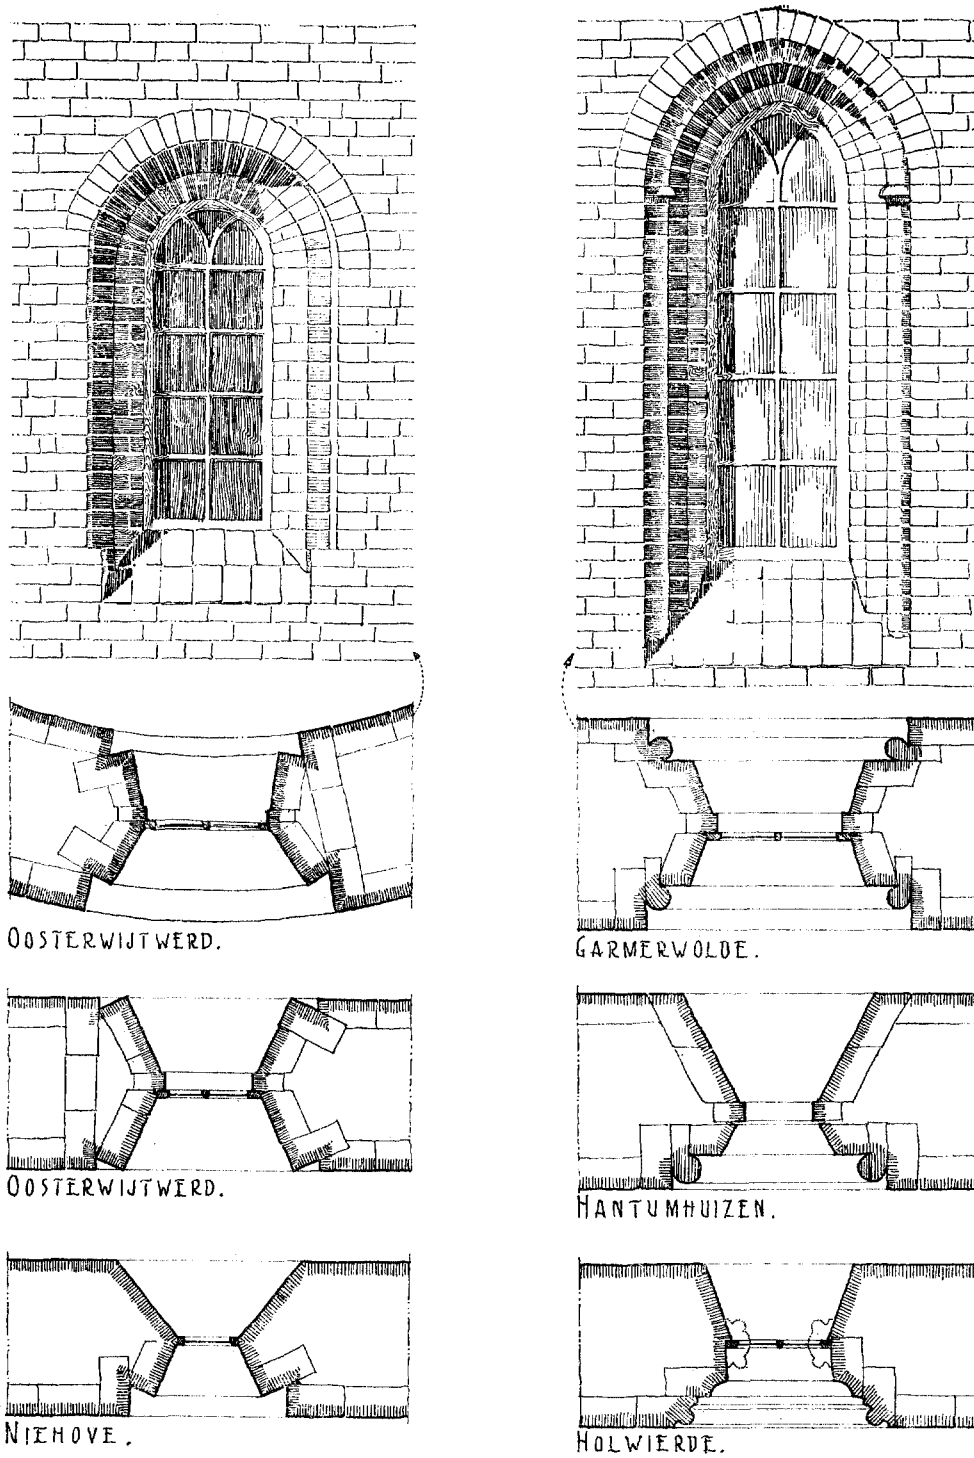 OOSTERWIJTWERD.
GARMERWOLDE.
OOSTERWIJTWERD.
HANTUMHUIZEN.
NIEHOVE.
HOLWIERDE.